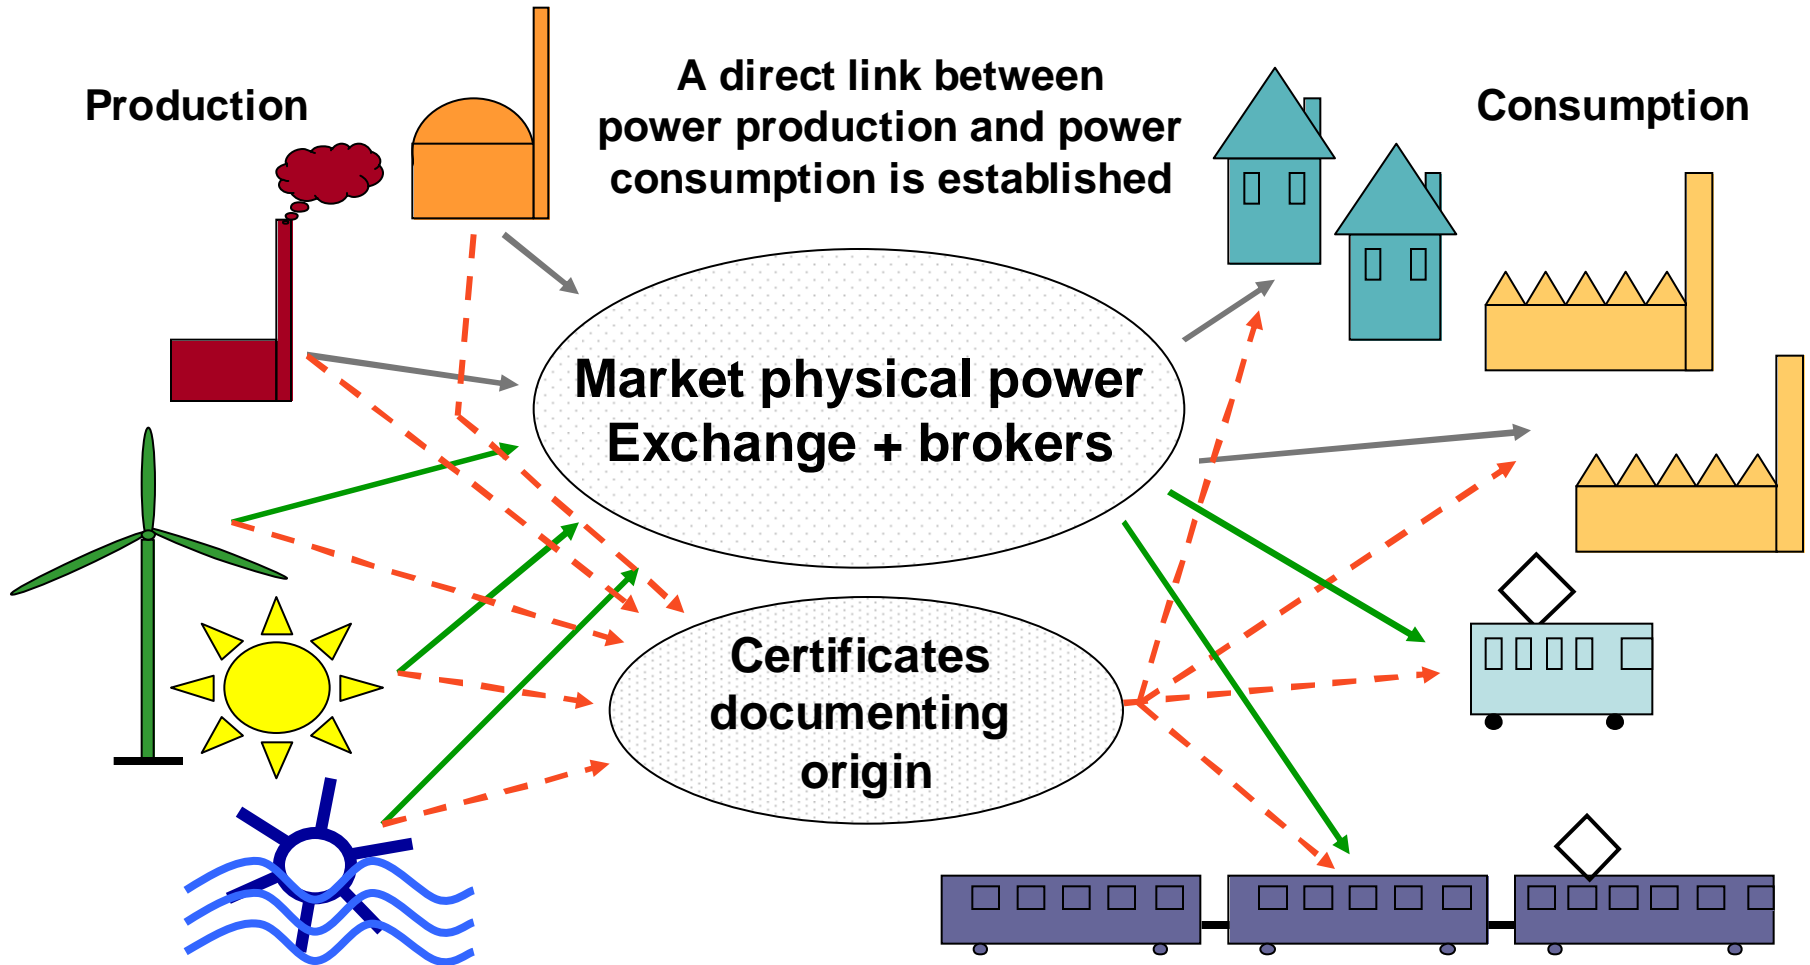 Production
A direct link between
power production and power
consumption is established
Consumption
Market physical power
Exchange + brokers
Certificates
documenting
origin